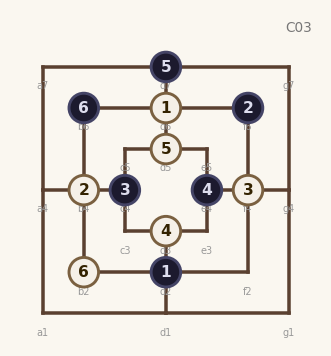 C03
5
a7 d7 g7
6 1 2
b6 d6 f6
5
c5 d5 e5
2 3 4 3
a4 b4 c4 e4 f4 g4
4
c3 d3 e3
6 1
b2 d2 f2
a1 d1 g1